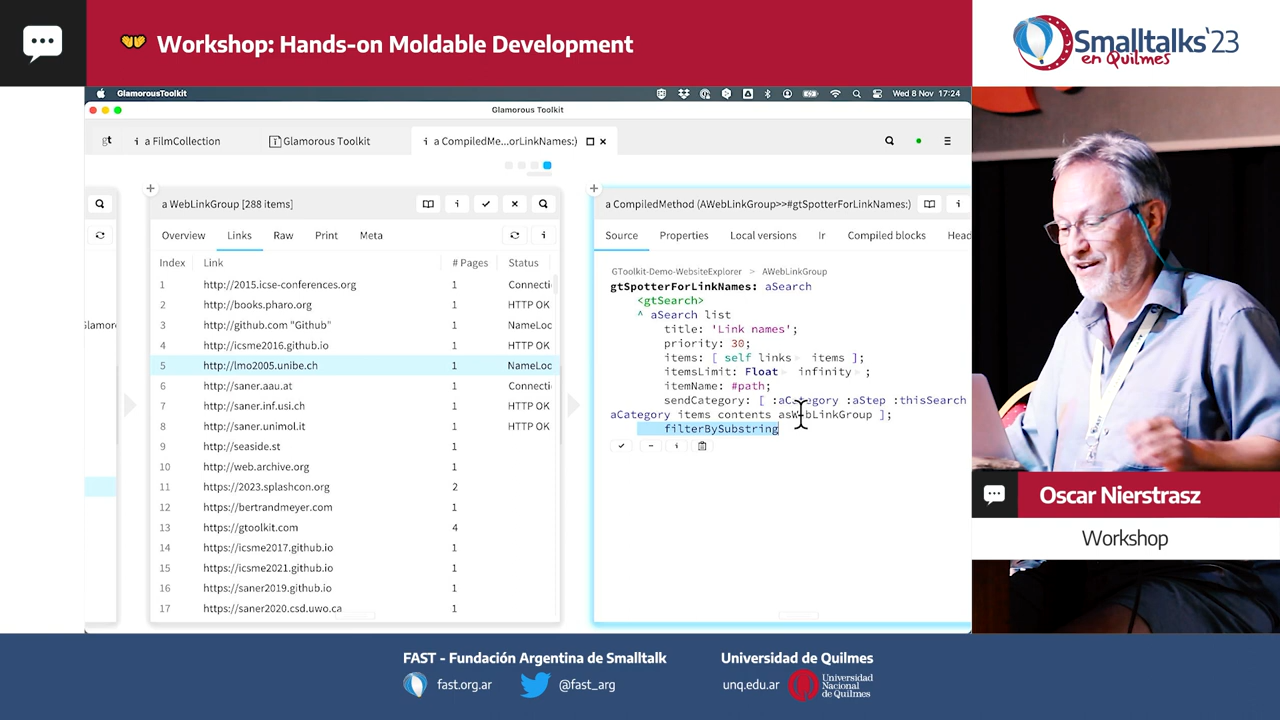 Workshop: Hands-on Moldable Development
Smalltalks'23
en Quilmes
GlamorousToolkit
Wed 8 Nov 17:24
Glamorous Toolkit
gt
i a FilmCollection
Glamorous Toolkit
i a CompiledMe...orLinkNames:)
a WebLinkGroup [288 items]
Overview Links Raw Print Meta
Index Link # Pages Status
1 http://2015.icse-conferences.org 1 Connecti
2 http://books.pharo.org 1 HTTP OK
3 http://github.com "Github" 1 NameLoc
4 http://icsme2016.github.io 1 HTTP OK
5 http://lmo2005.unibe.ch 1 NameLoc
6 http://saner.aau.at 1 Connecti
7 http://saner.inf.usi.ch 1 HTTP OK
8 http://saner.unimol.it 1 HTTP OK
9 http://seaside.st 1
10 http://web.archive.org 1
11 https://2023.splashcon.org 2
12 https://bertrandmeyer.com 1
13 https://gtoolkit.com 4
14 https://icsme2017.github.io 1
15 https://icsme2021.github.io 1
16 https://saner2019.github.io 1
17 https://saner2020.csd.uwo.ca 1
Glamor
a CompiledMethod (AWebLinkGroup>>#gtSpotterForLinkNames:)
Source Properties Local versions Ir Compiled blocks Head
GToolkit-Demo-WebsiteExplorer > AWebLinkGroup
gtSpotterForLinkNames: aSearch
<gtSearch>
^ aSearch list
title: 'Link names';
priority: 30;
items: [ self links items ];
itemsLimit: Float infinity ;
itemName: #path;
sendCategory: [ :aCategory :aStep :thisSearch
aCategory items contents asWebLinkGroup ];
filterBySubstring
Oscar Nierstrasz
Workshop
FAST - Fundación Argentina de Smalltalk
fast.org.ar
@fast_arg
Universidad de Quilmes
unq.edu.ar
Universidad
Nacional
de Quilmes